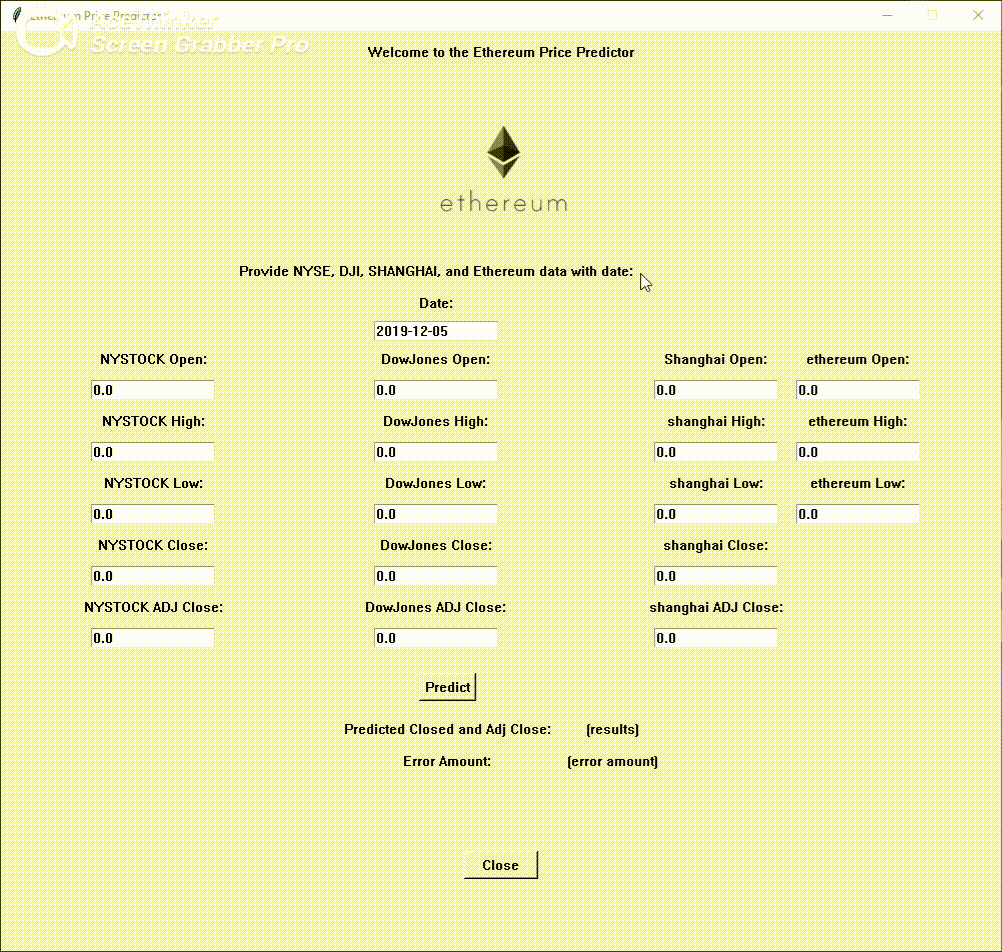 Ethereum Price Predictor
Screen Grabber Pro
Welcome to the Ethereum Price Predictor
ethereum
Provide NYSE, DJI, SHANGHAI, and Ethereum data with date:
Date:
2019-12-05
NYSTOCK Open: DowJones Open: Shanghai Open: ethereum Open:
0.0 0.0 0.0 0.0
NYSTOCK High: DowJones High: shanghai High: ethereum High:
0.0 0.0 0.0 0.0
NYSTOCK Low: DowJones Low: shanghai Low: ethereum Low:
0.0 0.0 0.0 0.0
NYSTOCK Close: DowJones Close: shanghai Close:
0.0 0.0 0.0
NYSTOCK ADJ Close: DowJones ADJ Close: shanghai ADJ Close:
0.0 0.0 0.0
Predict
Predicted Closed and Adj Close: (results)
Error Amount: (error amount)
Close